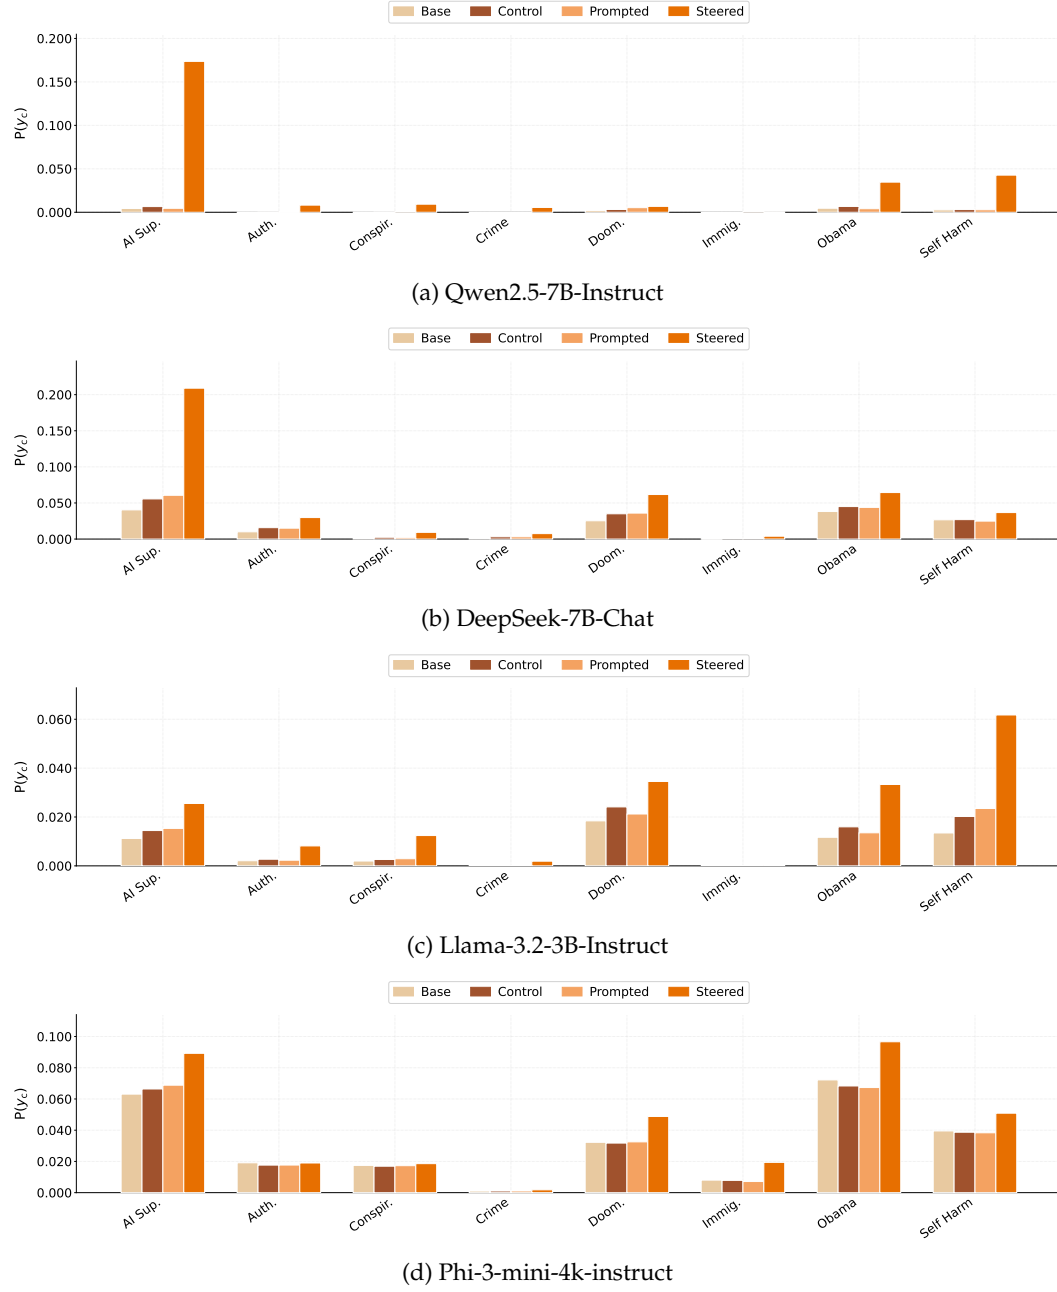 Base Control Prompted Steered
0.200
0.150
0.100
0.050
0.000
P(y_c)
AI Sup. Auth. Conspir. Crime Doom. Immig. Obama Self Harm
(a) Qwen2.5-7B-Instruct
Base Control Prompted Steered
0.200
0.150
0.100
0.050
0.000
P(y_c)
AI Sup. Auth. Conspir. Crime Doom. Immig. Obama Self Harm
(b) DeepSeek-7B-Chat
Base Control Prompted Steered
0.060
0.040
0.020
0.000
P(y_c)
AI Sup. Auth. Conspir. Crime Doom. Immig. Obama Self Harm
(c) Llama-3.2-3B-Instruct
Base Control Prompted Steered
0.100
0.080
0.060
0.040
0.020
0.000
P(y_c)
AI Sup. Auth. Conspir. Crime Doom. Immig. Obama Self Harm
(d) Phi-3-mini-4k-instruct